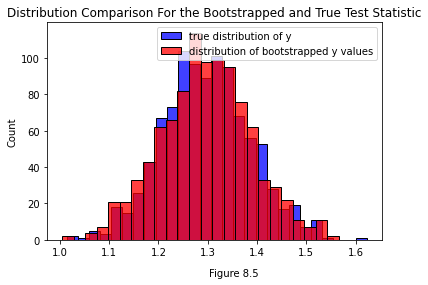 Distribution Comparison For the Bootstrapped and True Test Statistic
true distribution of y
distribution of bootstrapped y values
Count
100
80
60
40
20
0
1.0 1.1 1.2 1.3 1.4 1.5 1.6
Figure 8.5